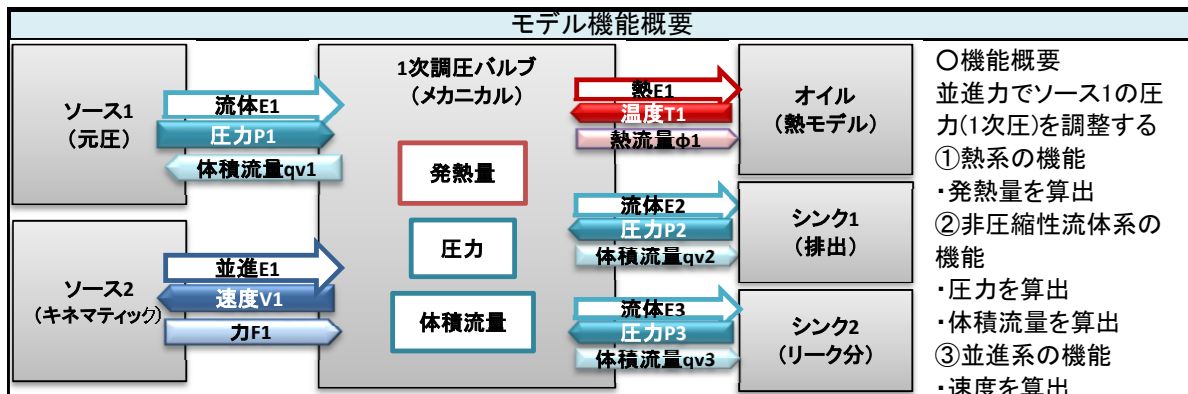 モデル機能概要
ソース1
(元圧)
流体E1
圧力P1
体積流量qv1
ソース2
(キネマティック)
並進E1
速度V1
力F1
1次調圧バルブ
(メカニカル)
発熱量
圧力
体積流量
熱E1
温度T1
熱流量φ1
オイル
(熱モデル)
流体E2
圧力P2
体積流量qv2
シンク1
(排出)
流体E3
圧力P3
体積流量qv3
シンク2
(リーク分)
〇機能概要
並進力でソース1の圧
力(1次圧)を調整する
①熱系の機能
・発熱量を算出
②非圧縮性流体系の
機能
・圧力を算出
・体積流量を算出
③並進系の機能
・速度を算出